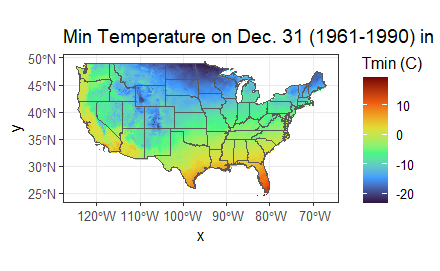 Min Temperature on Dec. 31 (1961-1990) in
50°N
45°N
40°N
35°N
30°N
25°N
y
120°W 110°W 100°W 90°W 80°W 70°W
x
Tmin (C)
10
0
-10
-20